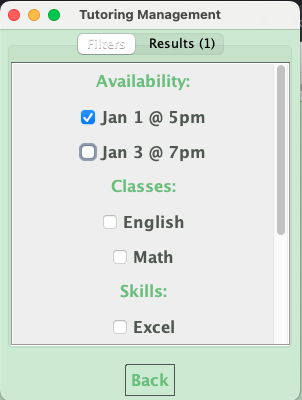 Tutoring Management
Filters
Results (1)
Availability:
Jan 1 @ 5pm
Jan 3 @ 7pm
Classes:
English
Math
Skills:
Excel
Back